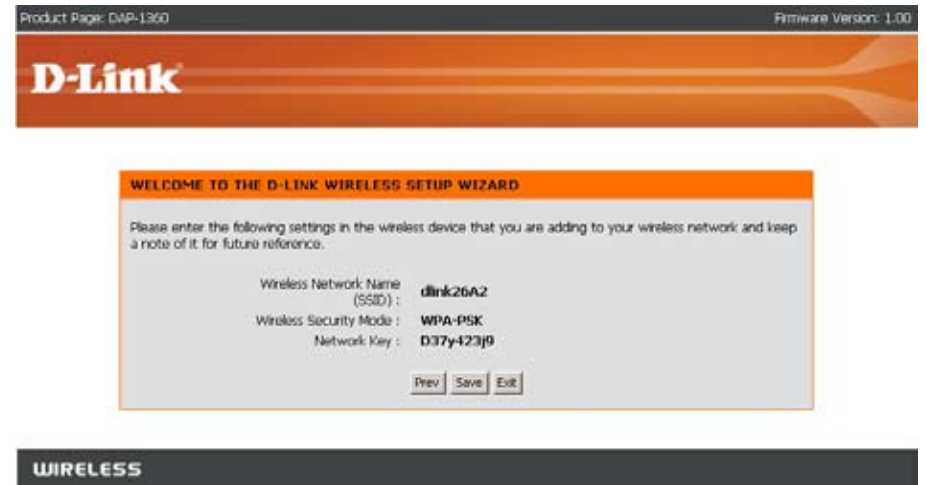 Product Page: DAP-1360
Firmware Version: 1.00
D-Link
WELCOME TO THE D-LINK WIRELESS SETUP WIZARD
Please enter the following settings in the wireless device that you are adding to your wireless network and keep
a note of it for future reference.
Wireless Network Name
(SSID) :
dlink26A2
Wireless Security Mode :
WPA-PSK
Network Key :
D37y423j9
Prev Save Exit
WIRELESS